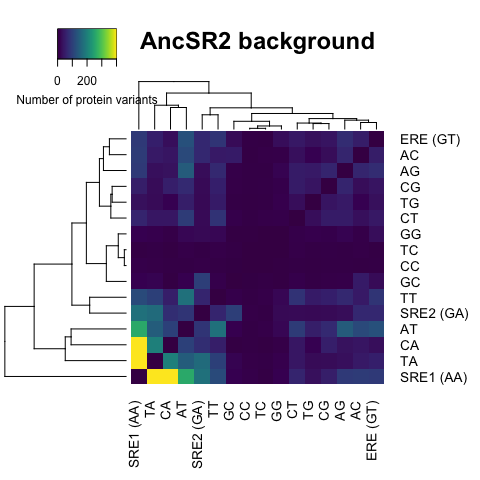 AncSR2 background
0 200
Number of protein variants
ERE (GT)
AC
AG
CG
TG
CT
GG
TC
CC
GC
TT
SRE2 (GA)
AT
CA
TA
SRE1 (AA)
SRE1 (AA)
TA
CA
AT
SRE2 (GA)
TT
GC
CC
TC
GG
CT
TG
CG
AG
AC
ERE (GT)